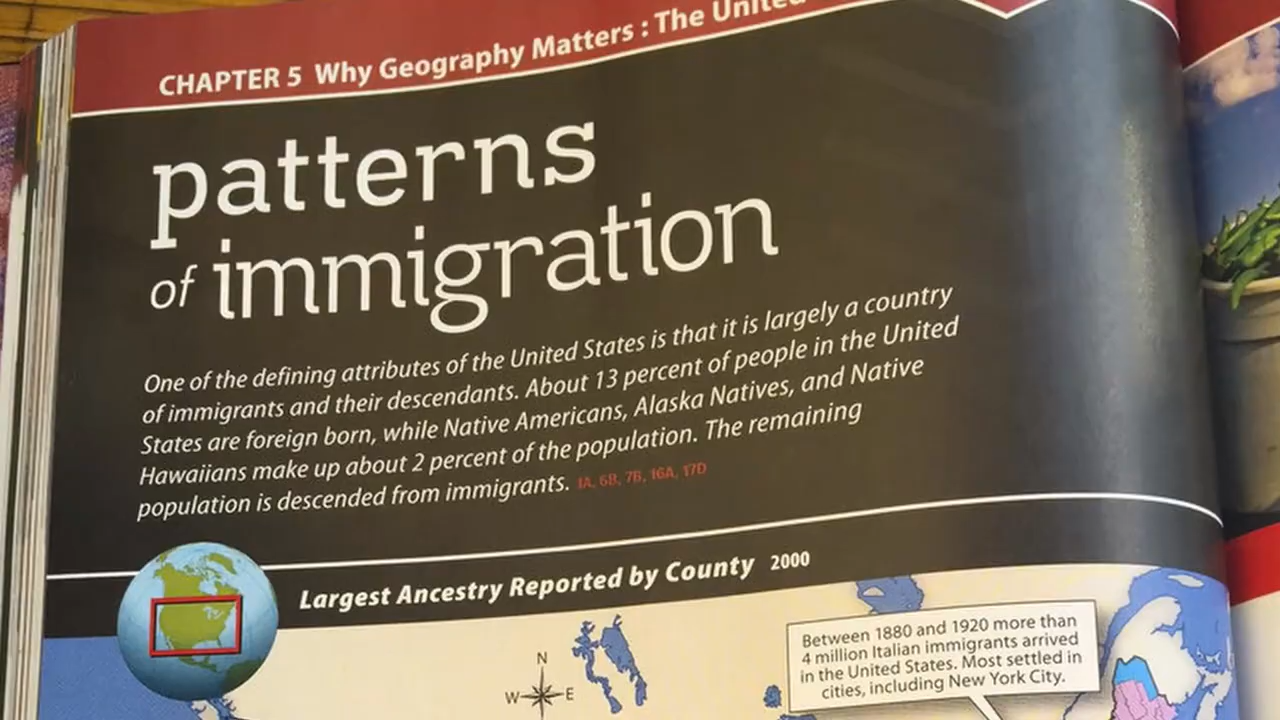 CHAPTER 5 Why Geography Matters : The United
patterns
of immigration
One of the defining attributes of the United States is that it is largely a country
of immigrants and their descendants. About 13 percent of people in the United
States are foreign born, while Native Americans, Alaska Natives, and Native
Hawaiians make up about 2 percent of the population. The remaining
population is descended from immigrants. 1A, 6B, 7B, 16A, 17D
Largest Ancestry Reported by County 2000
N
W E
Between 1880 and 1920 more than
4 million Italian immigrants arrived
in the United States. Most settled in
cities, including New York City.